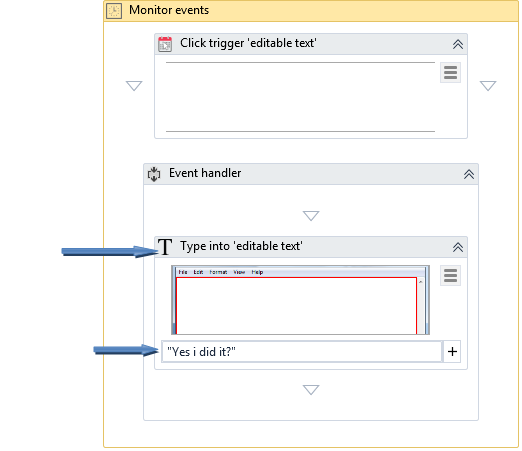 Monitor events
Click trigger 'editable text'
Event handler
T Type into 'editable text'
File Edit Format View Help
"Yes i did it?"
+